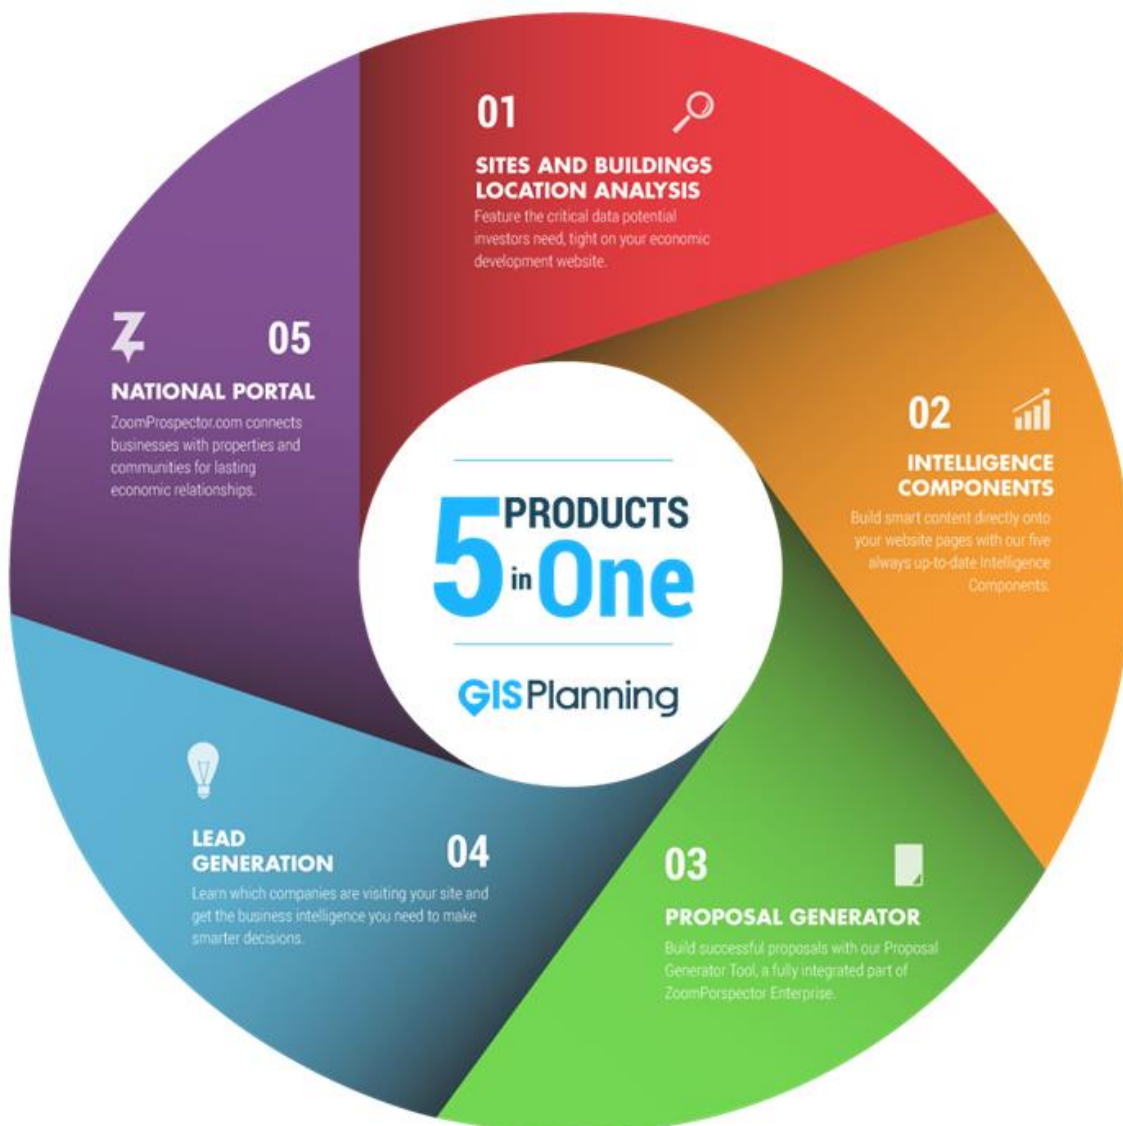 01
SITES AND BUILDINGS
LOCATION ANALYSIS
Feature the critical data potential
investors need, tight on your economic
development website.
02
INTELLIGENCE
COMPONENTS
Build smart content directly onto
your website pages with our five
always up-to-date Intelligence
Components.
03
PROPOSAL GENERATOR
Build successful proposals with our Proposal
Generator Tool, a fully integrated part of
ZoomPorspector Enterprise.
04
LEAD
GENERATION
Learn which companies are visiting your site and
get the business intelligence you need to make
smarter decisions.
05
NATIONAL PORTAL
ZoomProspector.com connects
businesses with properties and
communities for lasting
economic relationships.
5 PRODUCTS
in One
GIS Planning